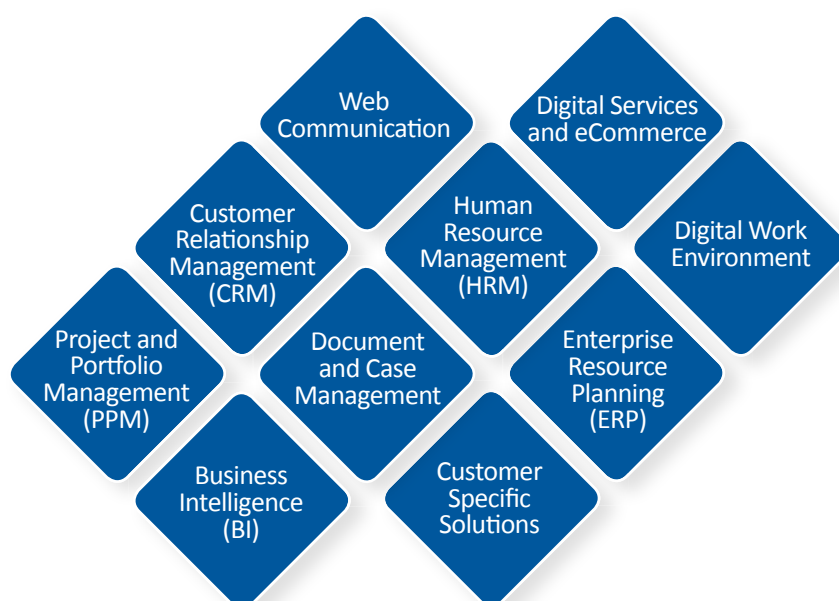 Web
Communication
Digital Services
and eCommerce
Customer
Relationship
Management
(CRM)
Human
Resource
Management
(HRM)
Digital Work
Environment
Project and
Portfolio
Management
(PPM)
Document
and Case
Management
Enterprise
Resource
Planning
(ERP)
Business
Intelligence
(BI)
Customer
Specific
Solutions